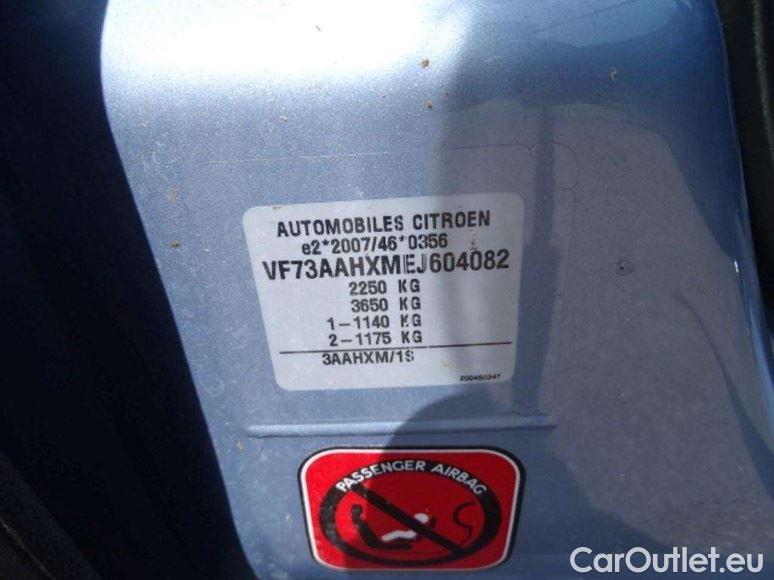 AUTOMOBILES CITROEN
e2*2007/46*0356
VF73AAHXMEJ604082
2250 KG
3650 KG
1-1140 KG
2-1175 KG
3AAHXM/1S
PASSENGER AIRBAG
CarOutlet.eu